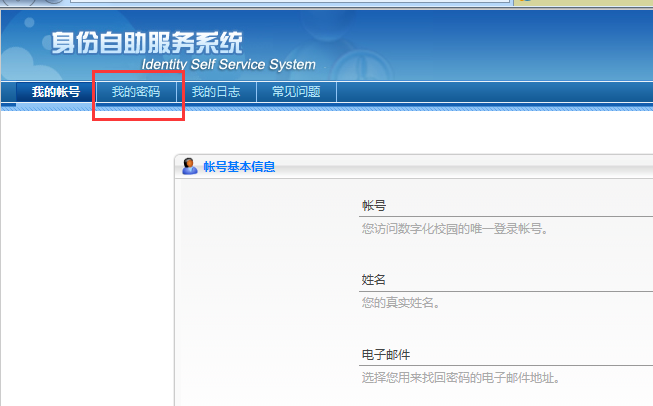 身份自助服务系统
Identity Self Service System
我的帐号 我的密码 我的日志 常见问题
帐号基本信息
帐号
您访问数字化校园的唯一登录帐号。
姓名
您的真实姓名。
电子邮件
选择您用来找回密码的电子邮件地址。